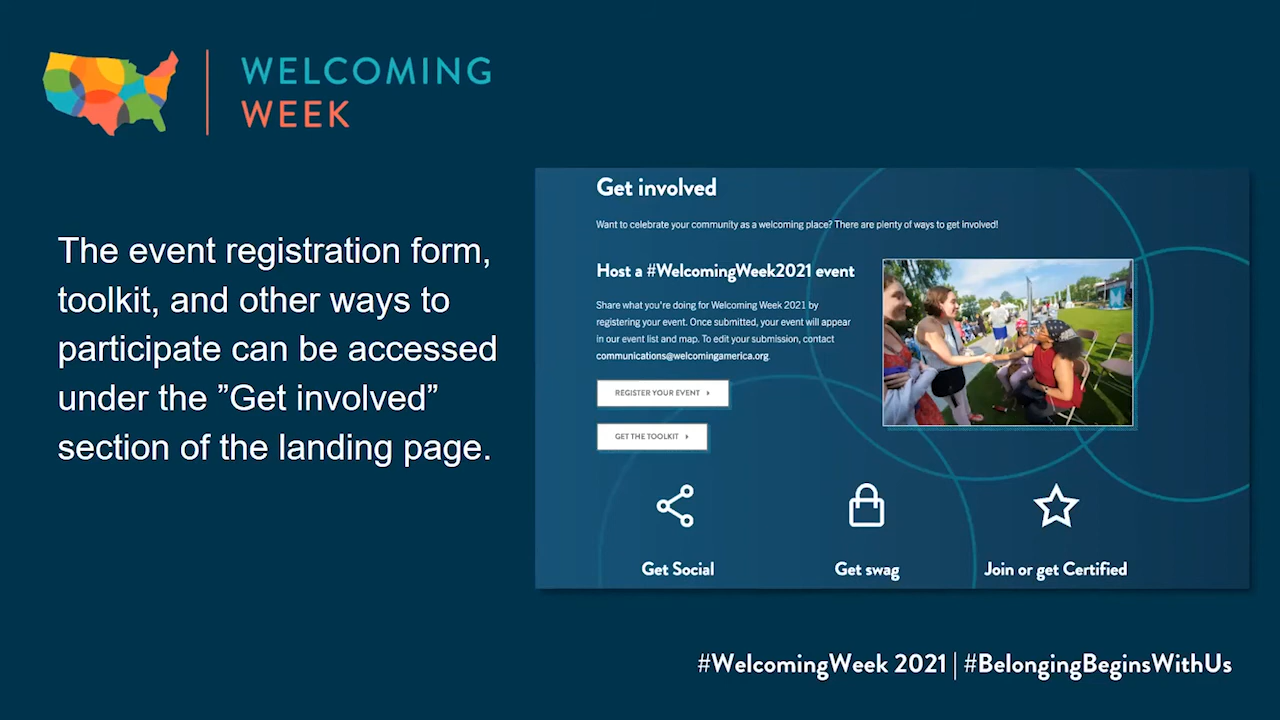 WELCOMING
WEEK
The event registration form,
toolkit, and other ways to
participate can be accessed
under the ”Get involved”
section of the landing page.
Get involved
Want to celebrate your community as a welcoming place? There are plenty of ways to get involved!
Host a #WelcomingWeek2021 event
Share what you're doing for Welcoming Week 2021 by
registering your event. Once submitted, your event will appear
in our event list and map. To edit your submission, contact
communications@welcomingamerica.org.
REGISTER YOUR EVENT
GET THE TOOLKIT
Get Social
Get swag
Join or get Certified
#WelcomingWeek 2021 | #BelongingBeginsWithUs